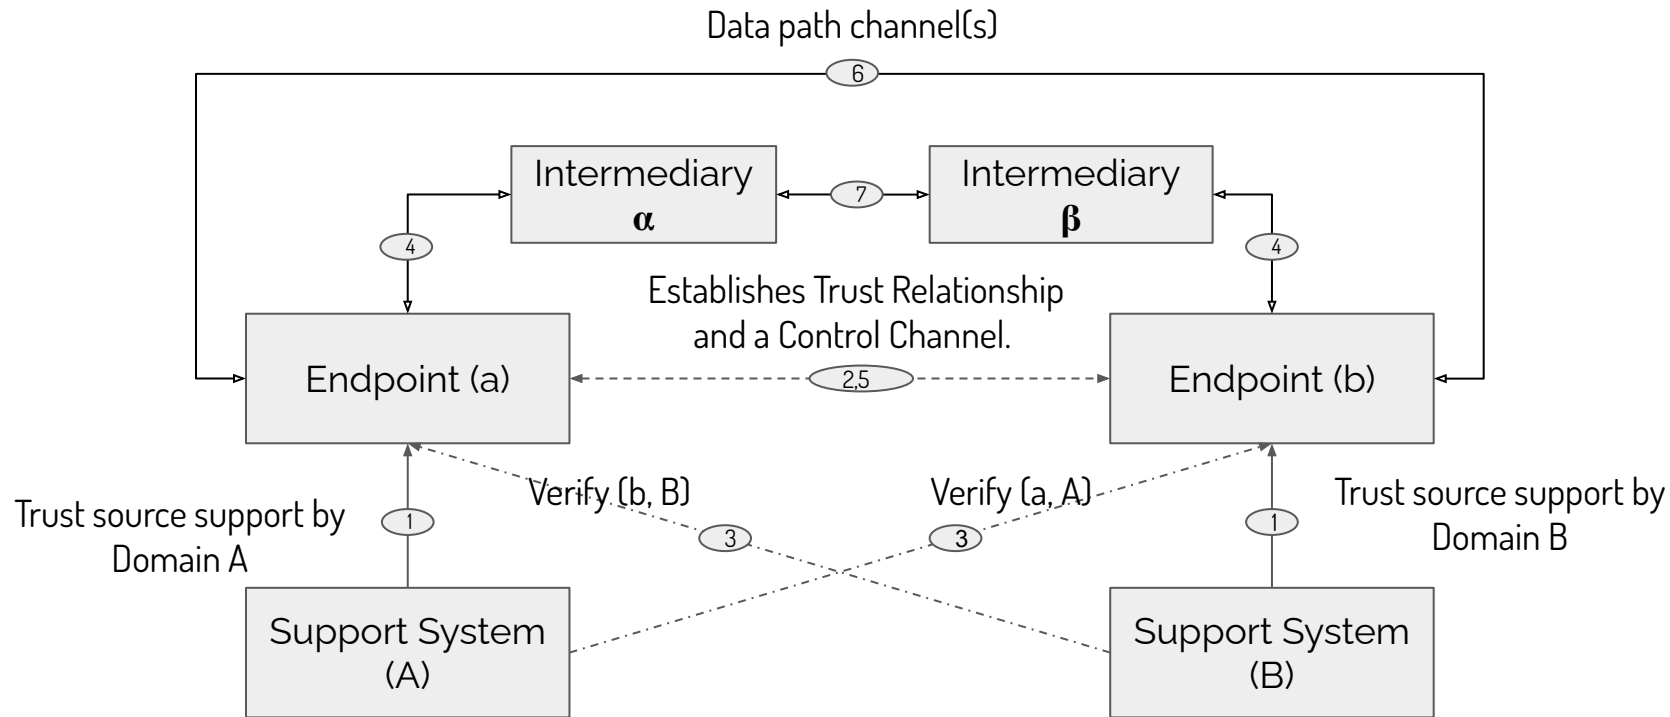 Data path channel(s)
6
Intermediary
α
7
Intermediary
β
4
4
Establishes Trust Relationship
and a Control Channel.
Endpoint (a)
2,5
Endpoint (b)
Verify (b, B)
Verify (a, A)
Trust source support by
Domain A
1
3
3
1
Trust source support by
Domain B
Support System
(A)
Support System
(B)